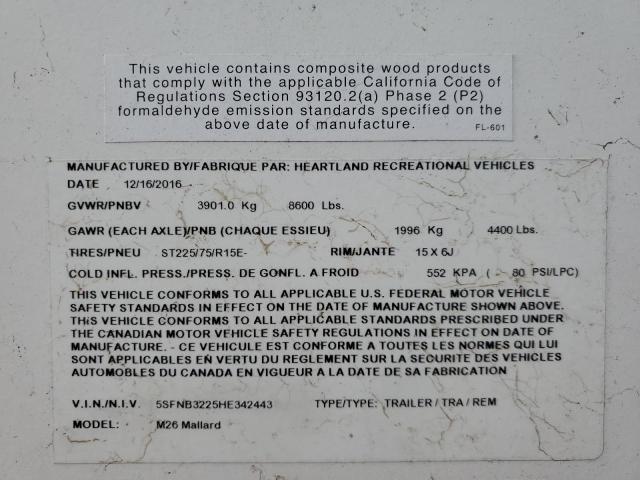 This vehicle contains composite wood products
that comply with the applicable California Code of
Regulations Section 93120.2(a) Phase 2 (P2)
formaldehyde emission standards specified on the
above date of manufacture. FL-601
MANUFACTURED BY/FABRIQUE PAR: HEARTLAND RECREATIONAL VEHICLES
DATE 12/16/2016
GVWR/PNBV 3901.0 Kg 8600 Lbs.
GAWR (EACH AXLE)/PNB (CHAQUE ESSIEU) 1996 Kg 4400 Lbs.
TIRES/PNEU ST225/75/R15E- RIM/JANTE 15 X 6J
COLD INFL. PRESS./PRESS. DE GONFL. A FROID 552 KPA ( - 80 PSI/LPC)
THIS VEHICLE CONFORMS TO ALL APPLICABLE U.S. FEDERAL MOTOR VEHICLE
SAFETY STANDARDS IN EFFECT ON THE DATE OF MANUFACTURE SHOWN ABOVE.
THIS VEHICLE CONFORMS TO ALL APPLICABLE STANDARDS PRESCRIBED UNDER
THE CANADIAN MOTOR VEHICLE SAFETY REGULATIONS IN EFFECT ON DATE OF
MANUFACTURE. - CE VEHICULE EST CONFORME A TOUTES LES NORMES QUI LUI
SONT APPLICABLES EN VERTU DU REGLEMENT SUR LA SECURITE DES VEHICLES
AUTOMOBILES DU CANADA EN VIGUEUR A LA DATE DE SA FABRICATION
V.I.N./N.I.V. 5SFNB3225HE342443 TYPE/TYPE: TRAILER / TRA / REM
MODEL: M26 Mallard